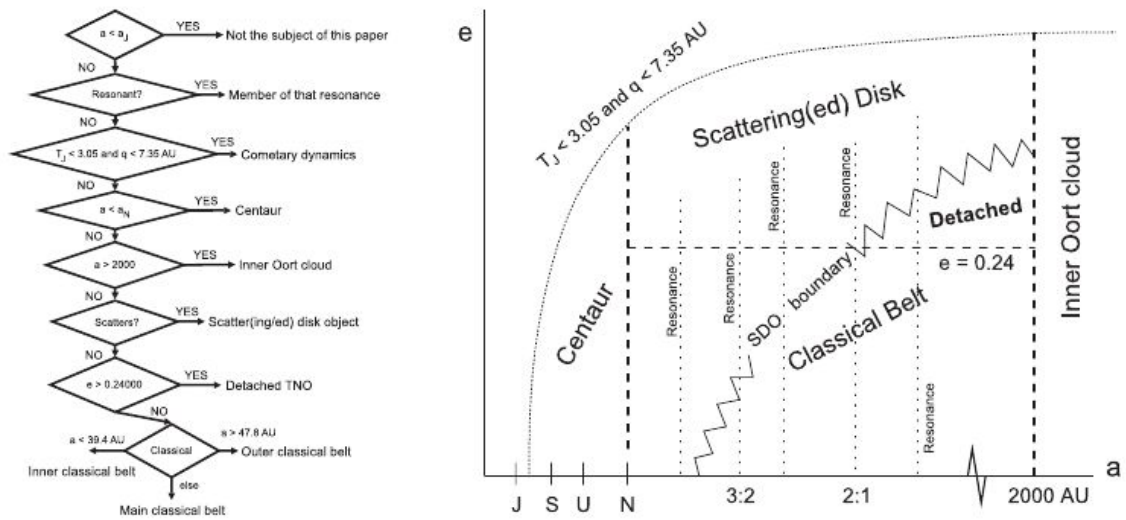 a < aJ
YES
Not the subject of this paper
NO
Resonant?
YES
Member of that resonance
NO
TJ < 3.05 and q < 7.35 AU
YES
Cometary dynamics
NO
a < aN
YES
Centaur
NO
a > 2000
YES
Inner Oort cloud
NO
Scatters?
YES
Scatter(ing/ed) disk object
NO
e > 0.24000
YES
Detached TNO
NO
a < 39.4 AU
Classical
a > 47.8 AU
Inner classical belt
Outer classical belt
else
Main classical belt
e
TJ < 3.05 and q < 7.35 AU
Scattering(ed) Disk
Resonance
Resonance
Detached
e = 0.24
Resonance
Resonance
Centaur
SDO boundary
Classical Belt
Resonance
Inner Oort cloud
a
J
S
U
N
3:2
2:1
2000 AU